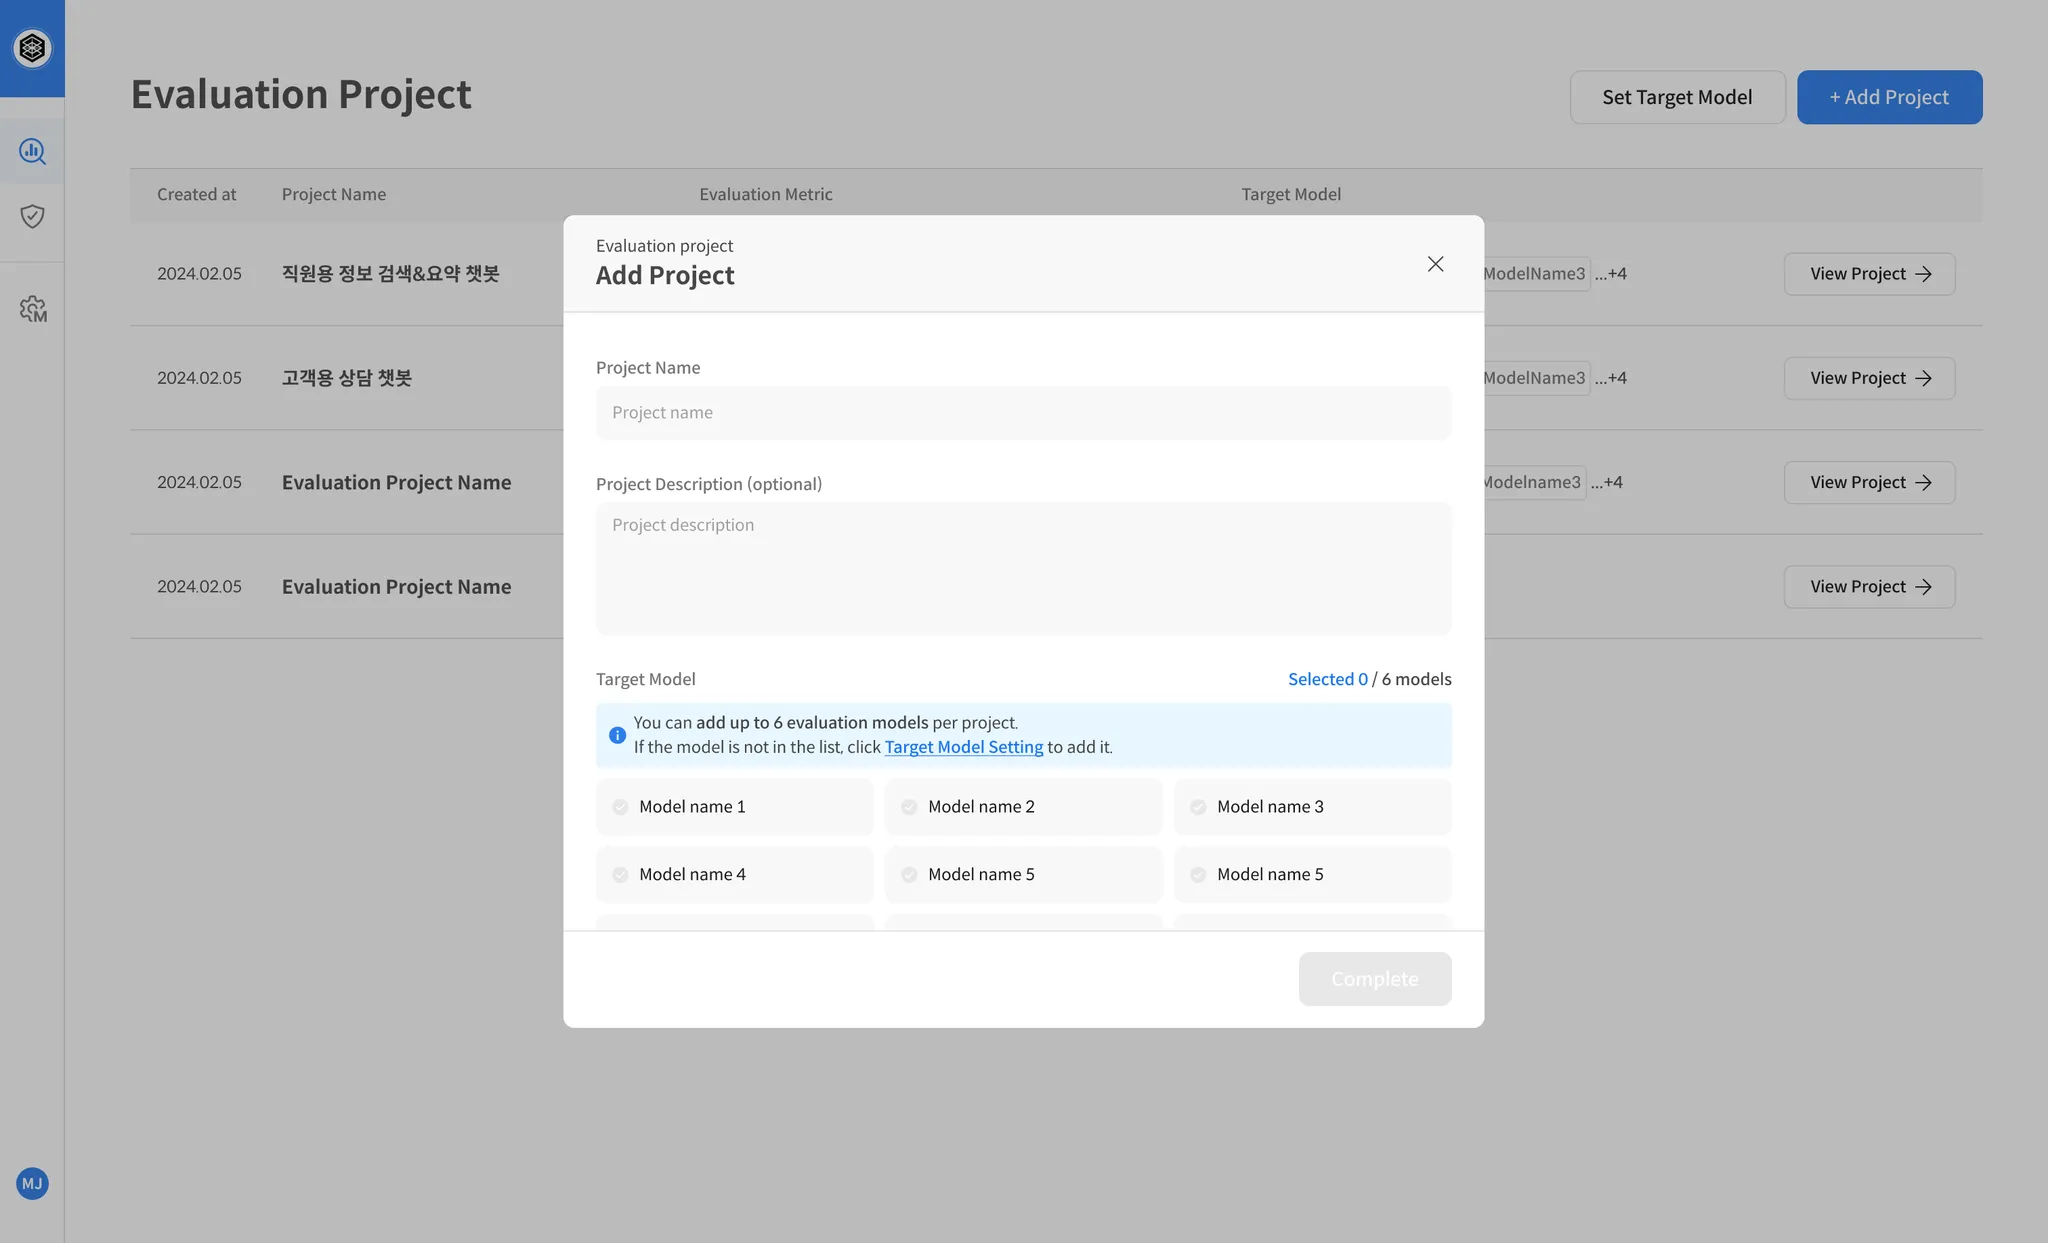 Evaluation Project
Set Target Model
+ Add Project
Created at
Project Name
Evaluation Metric
Target Model
2024.02.05
직원용 정보 검색&요약 챗봇
ModelName3
...+4
View Project →
2024.02.05
고객용 상담 챗봇
ModelName3
...+4
View Project →
2024.02.05
Evaluation Project Name
Modelname3
...+4
View Project →
2024.02.05
Evaluation Project Name
View Project →
M
MJ
Evaluation project
Add Project
Project Name
Project name
Project Description (optional)
Project description
Target Model
Selected 0 / 6 models
You can add up to 6 evaluation models per project.
If the model is not in the list, click Target Model Setting to add it.
Model name 1
Model name 2
Model name 3
Model name 4
Model name 5
Model name 5
Complete